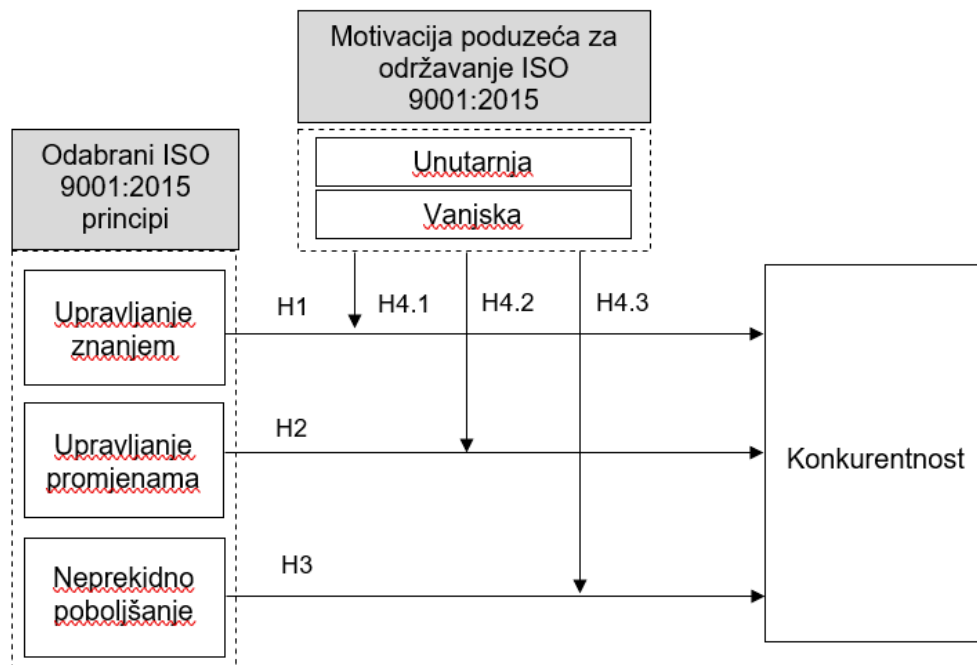 Motivacija poduzeća za
održavanje ISO
9001:2015
Unutarnja
Vanjska
Odabrani ISO
9001:2015
principi
Upravljanje
znanjem
H1
H4.1
H4.2
H4.3
Upravljanje
promjenama
H2
Konkurentnost
Neprekidno
poboljšanje
H3